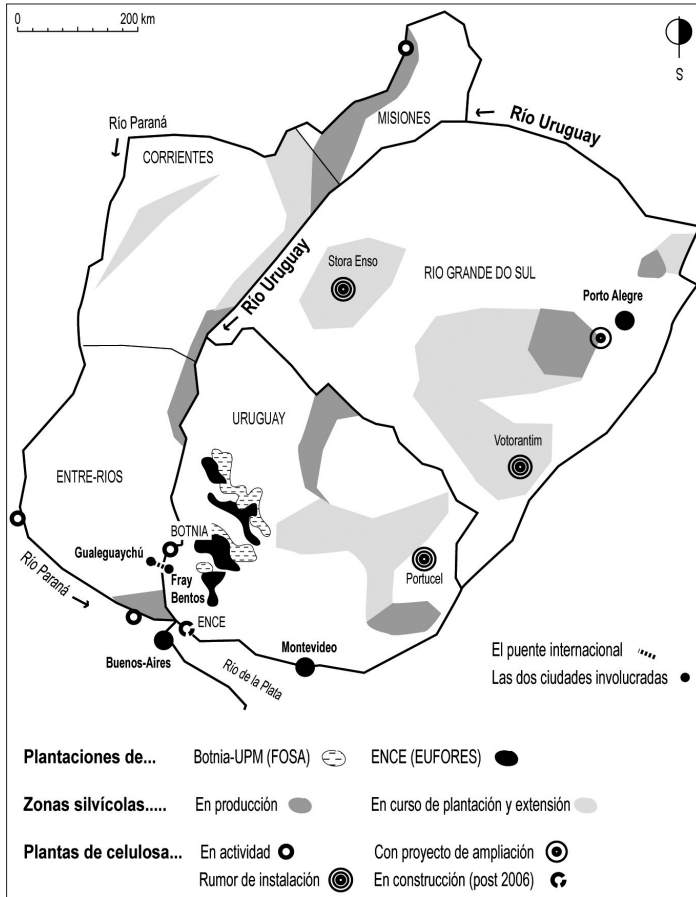 0 200 km
S
MISIONES
Río Uruguay
Río Paraná
CORRIENTES
Río Uruguay
Stora Enso
RIO GRANDE DO SUL
Porto Alegre
URUGUAY
Votorantim
ENTRE-RIOS
BOTNIA
Gualeguaychú
Río Paraná
Fray
Bentos
Portucel
ENCE
Buenos-Aires
Montevideo
Río de la Plata
El puente internacional
Las dos ciudades involucradas
Plantaciones de... Botnia-UPM (FOSA) ENCE (EUFORES)
Zonas silvícolas..... En producción En curso de plantación y extensión
Plantas de celulosa... En actividad Con proyecto de ampliación
Rumor de instalación En construcción (post 2006)